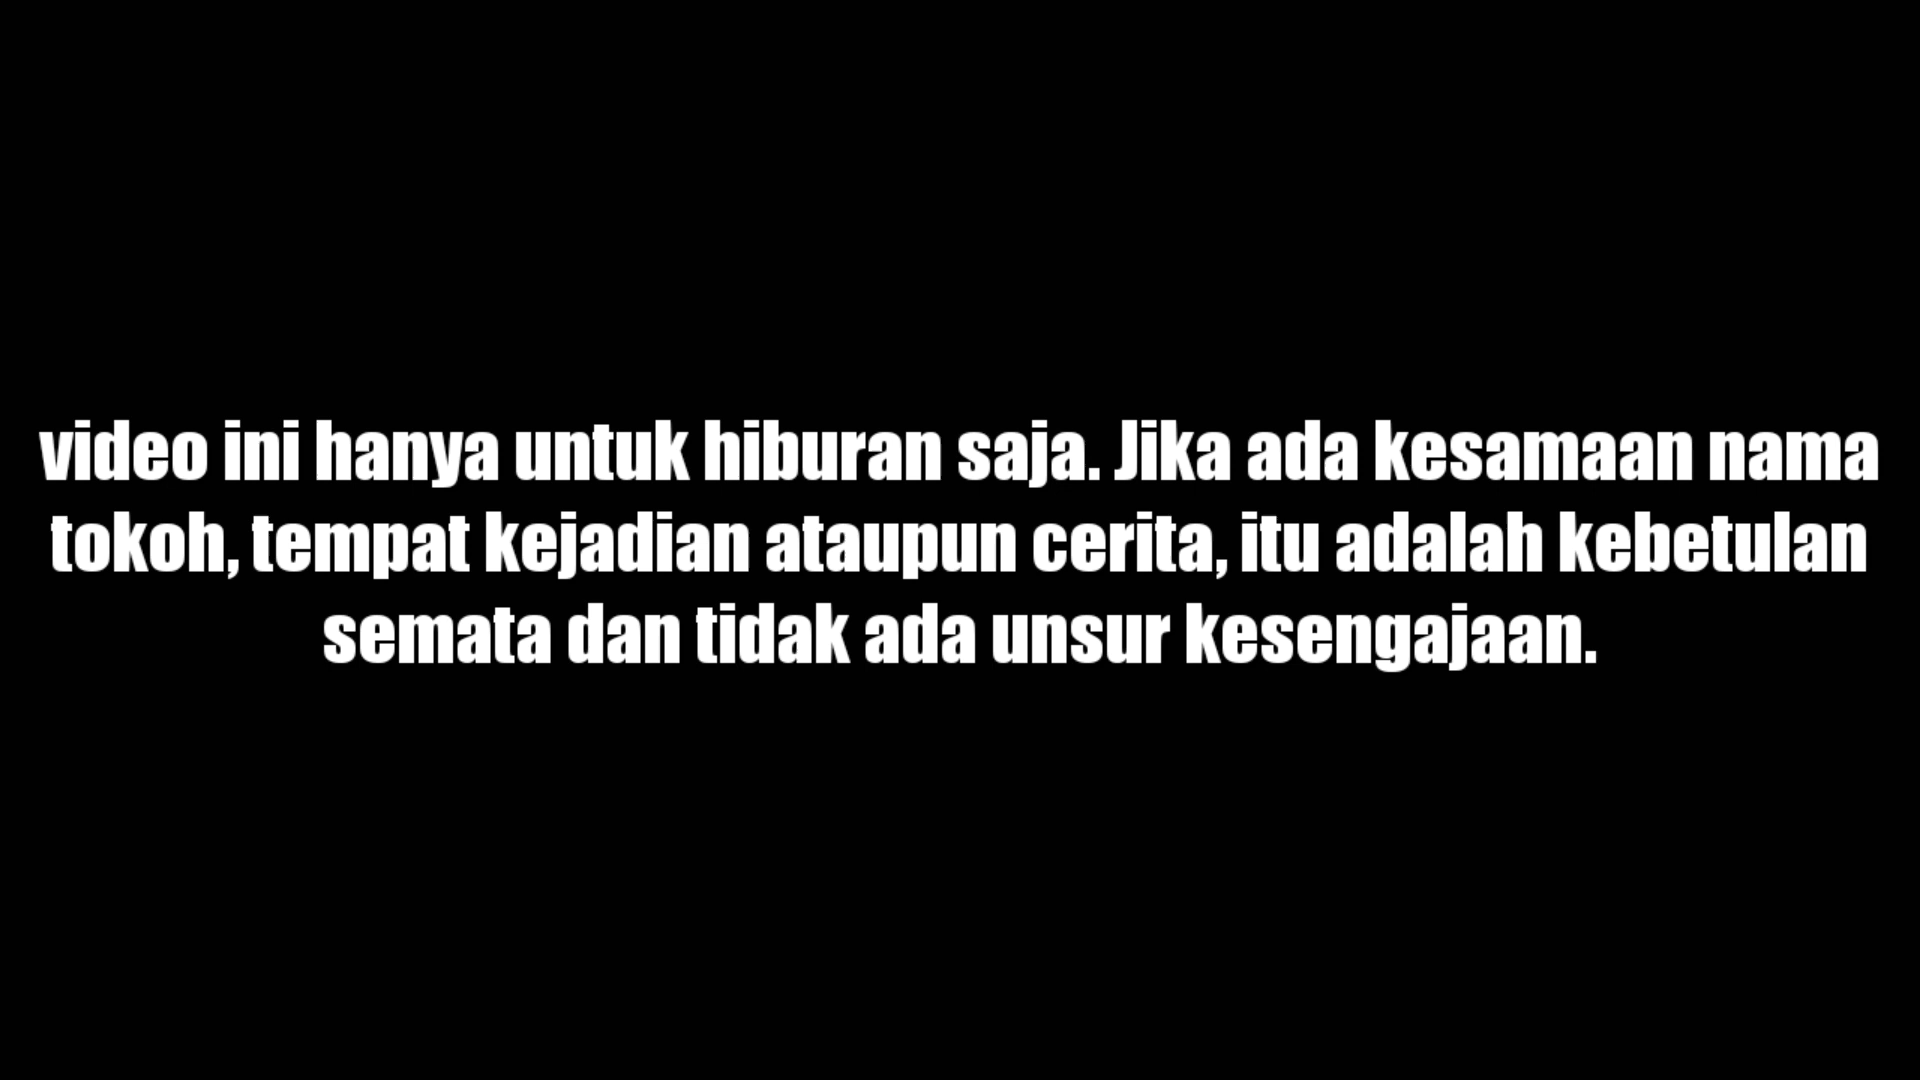 video ini hanya untuk hiburan saja. Jika ada kesamaan nama
tokoh, tempat kejadian ataupun cerita, itu adalah kebetulan
semata dan tidak ada unsur kesengajaan.